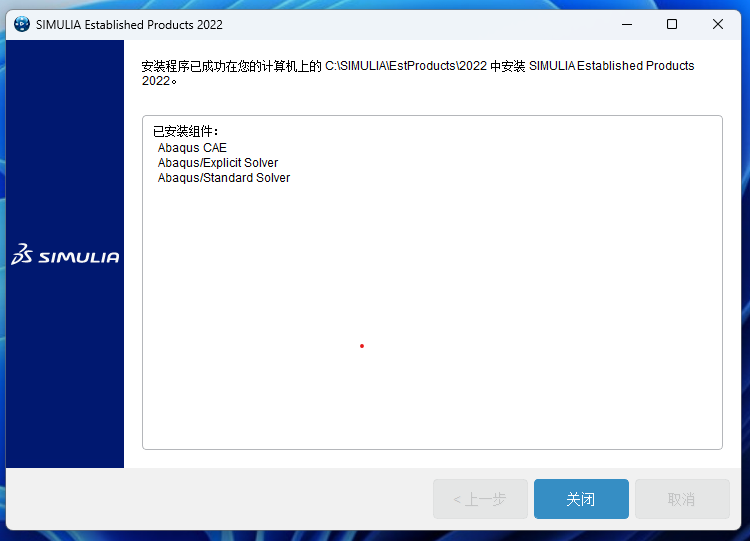 SIMULIA Established Products 2022
安装程序已成功在您的计算机上的 C:\SIMULIA\EstProducts\2022 中安装 SIMULIA Established Products
2022。
已安装组件：
Abaqus CAE
Abaqus/Explicit Solver
Abaqus/Standard Solver
SIMULIA
< 上一步
关闭
取消